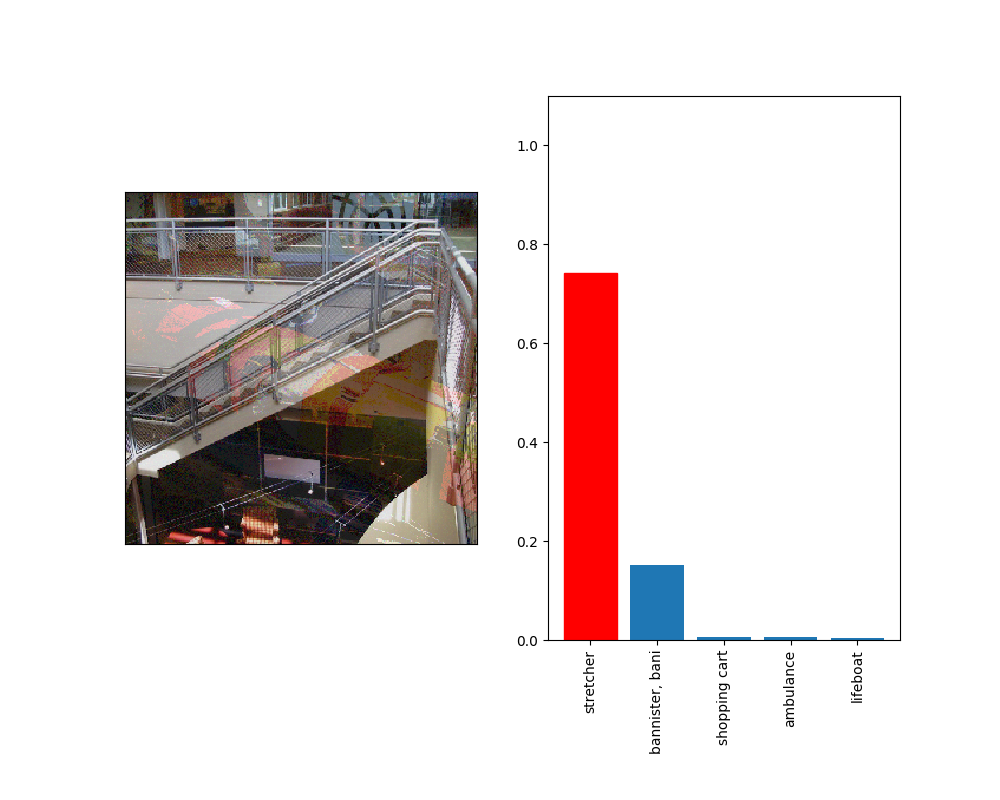 1.0
0.8
0.6
0.4
0.2
0.0
stretcher
bannister, bani
shopping cart
ambulance
lifeboat